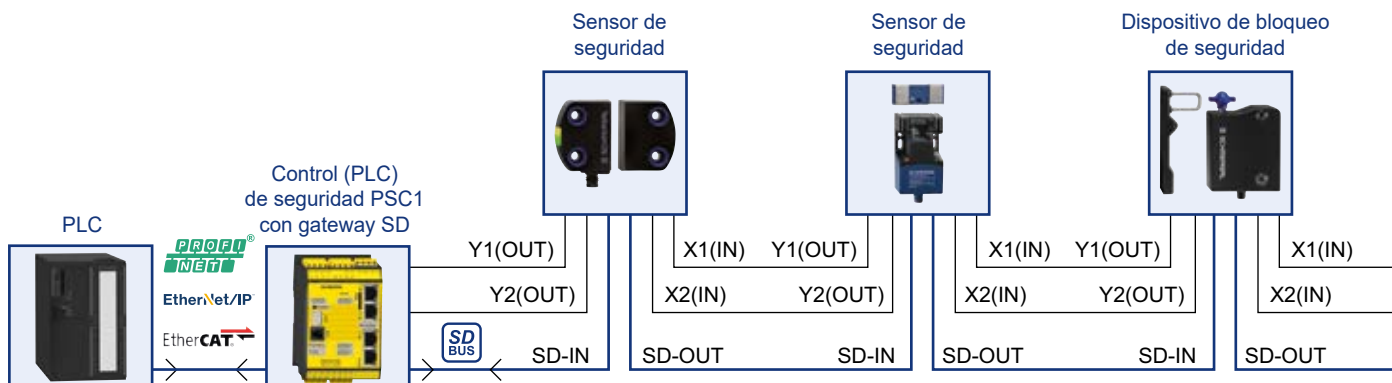 Sensor de
seguridad
Sensor de
seguridad
Dispositivo de bloqueo
de seguridad
Control (PLC)
de seguridad PSC1
con gateway SD
PLC
PROFI®
NET
EtherNet/IP
EtherCAT
SD
BUS
Y1(OUT)
X1(IN)
Y1(OUT)
X1(IN)
Y1(OUT)
X1(IN)
Y2(OUT)
X2(IN)
Y2(OUT)
X2(IN)
Y2(OUT)
X2(IN)
SD-IN
SD-OUT
SD-IN
SD-OUT
SD-IN
SD-OUT